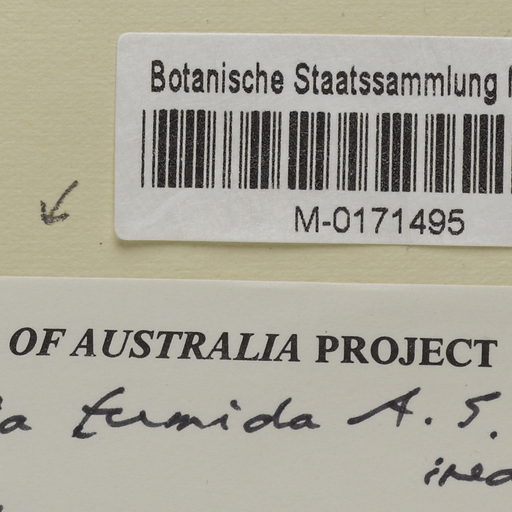 Botanische Staatssammlung
M-0171495
OF AUSTRALIA PROJECT
tumida A. S.